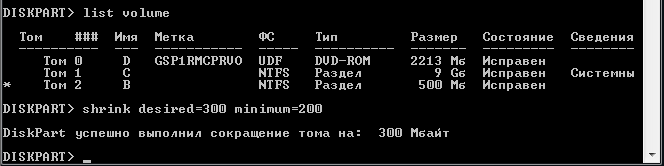 DISKPART> list volume
Том ### Имя Метка ФС Тип Размер Состояние Сведения
---------- --- ----------- ----- ---------- ------- --------- --------
Том 0 D GSP1RMCPRVO UDF DVD-ROM 2213 Мб Исправен
Том 1 C NTFS Раздел 9 Gб Исправен Системны
* Том 2 B NTFS Раздел 500 Мб Исправен
DISKPART> shrink desired=300 minimum=200
DiskPart успешно выполнил сокращение тома на: 300 Мбайт
DISKPART> _